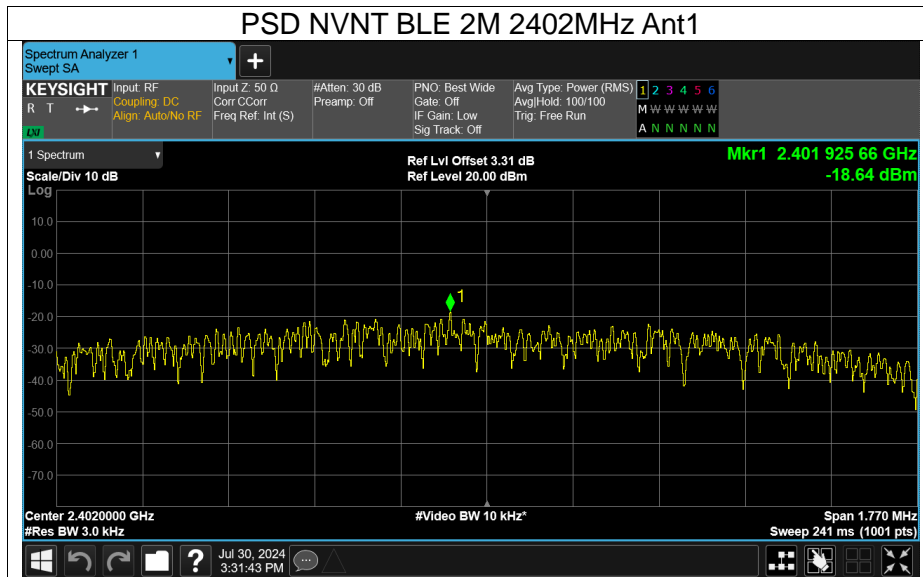 PSD NVNT BLE 2M 2402MHz Ant1
Spectrum Analyzer 1
Swept SA
+
KEYSIGHT
R T
LXI
Input: RF
Coupling: DC
Align: Auto/No RF
Input Z: 50 Ω
Corr CCorr
Freq Ref: Int (S)
#Atten: 30 dB
Preamp: Off
PNO: Best Wide
Gate: Off
IF Gain: Low
Sig Track: Off
Avg Type: Power (RMS)
Avg|Hold: 100/100
Trig: Free Run
1 2 3 4 5 6
M W W W W W
A N N N N N
1 Spectrum
Scale/Div 10 dB
Ref Lvl Offset 3.31 dB
Ref Level 20.00 dBm
Mkr1 2.401 925 66 GHz
-18.64 dBm
Log
10.0
0.00
-10.0
1
-20.0
-30.0
-40.0
-50.0
-60.0
-70.0
Center 2.4020000 GHz
#Video BW 10 kHz*
Span 1.770 MHz
#Res BW 3.0 kHz
Sweep 241 ms (1001 pts)
?
Jul 30, 2024
3:31:43 PM